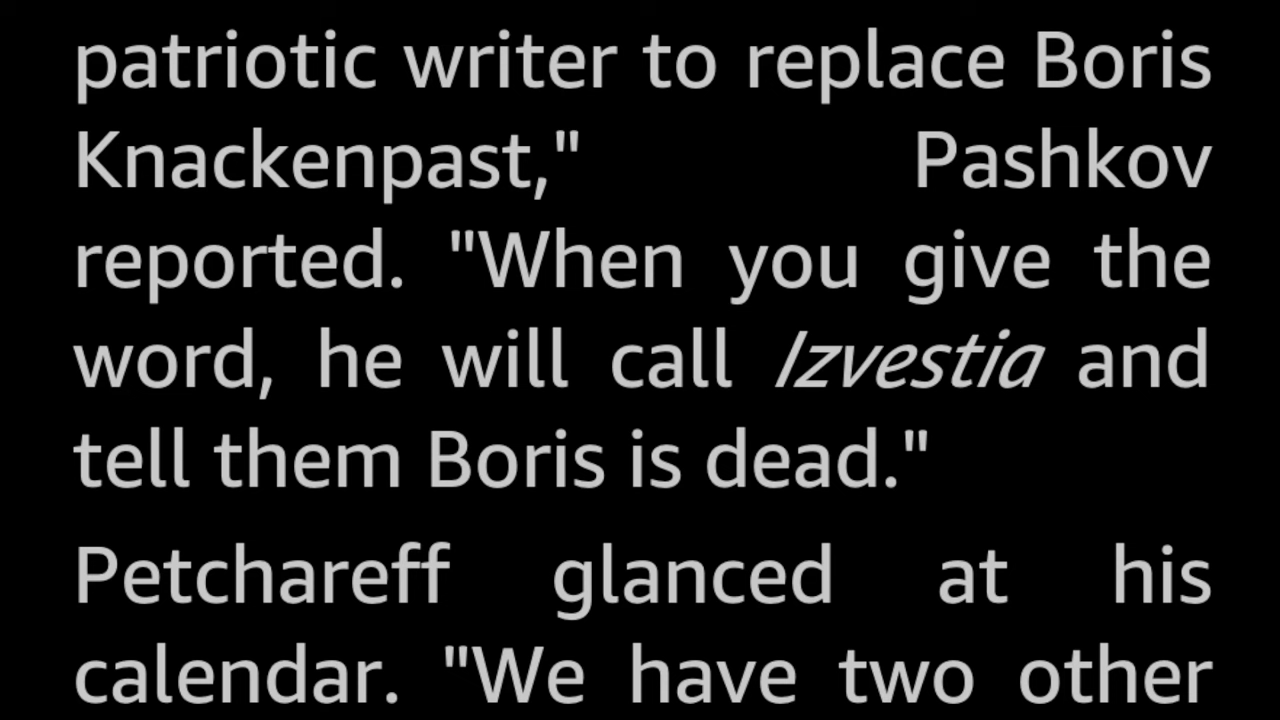 patriotic writer to replace Boris
Knackenpast," Pashkov
reported. "When you give the
word, he will call Izvestia and
tell them Boris is dead."
Petchareff glanced at his
calendar. "We have two other